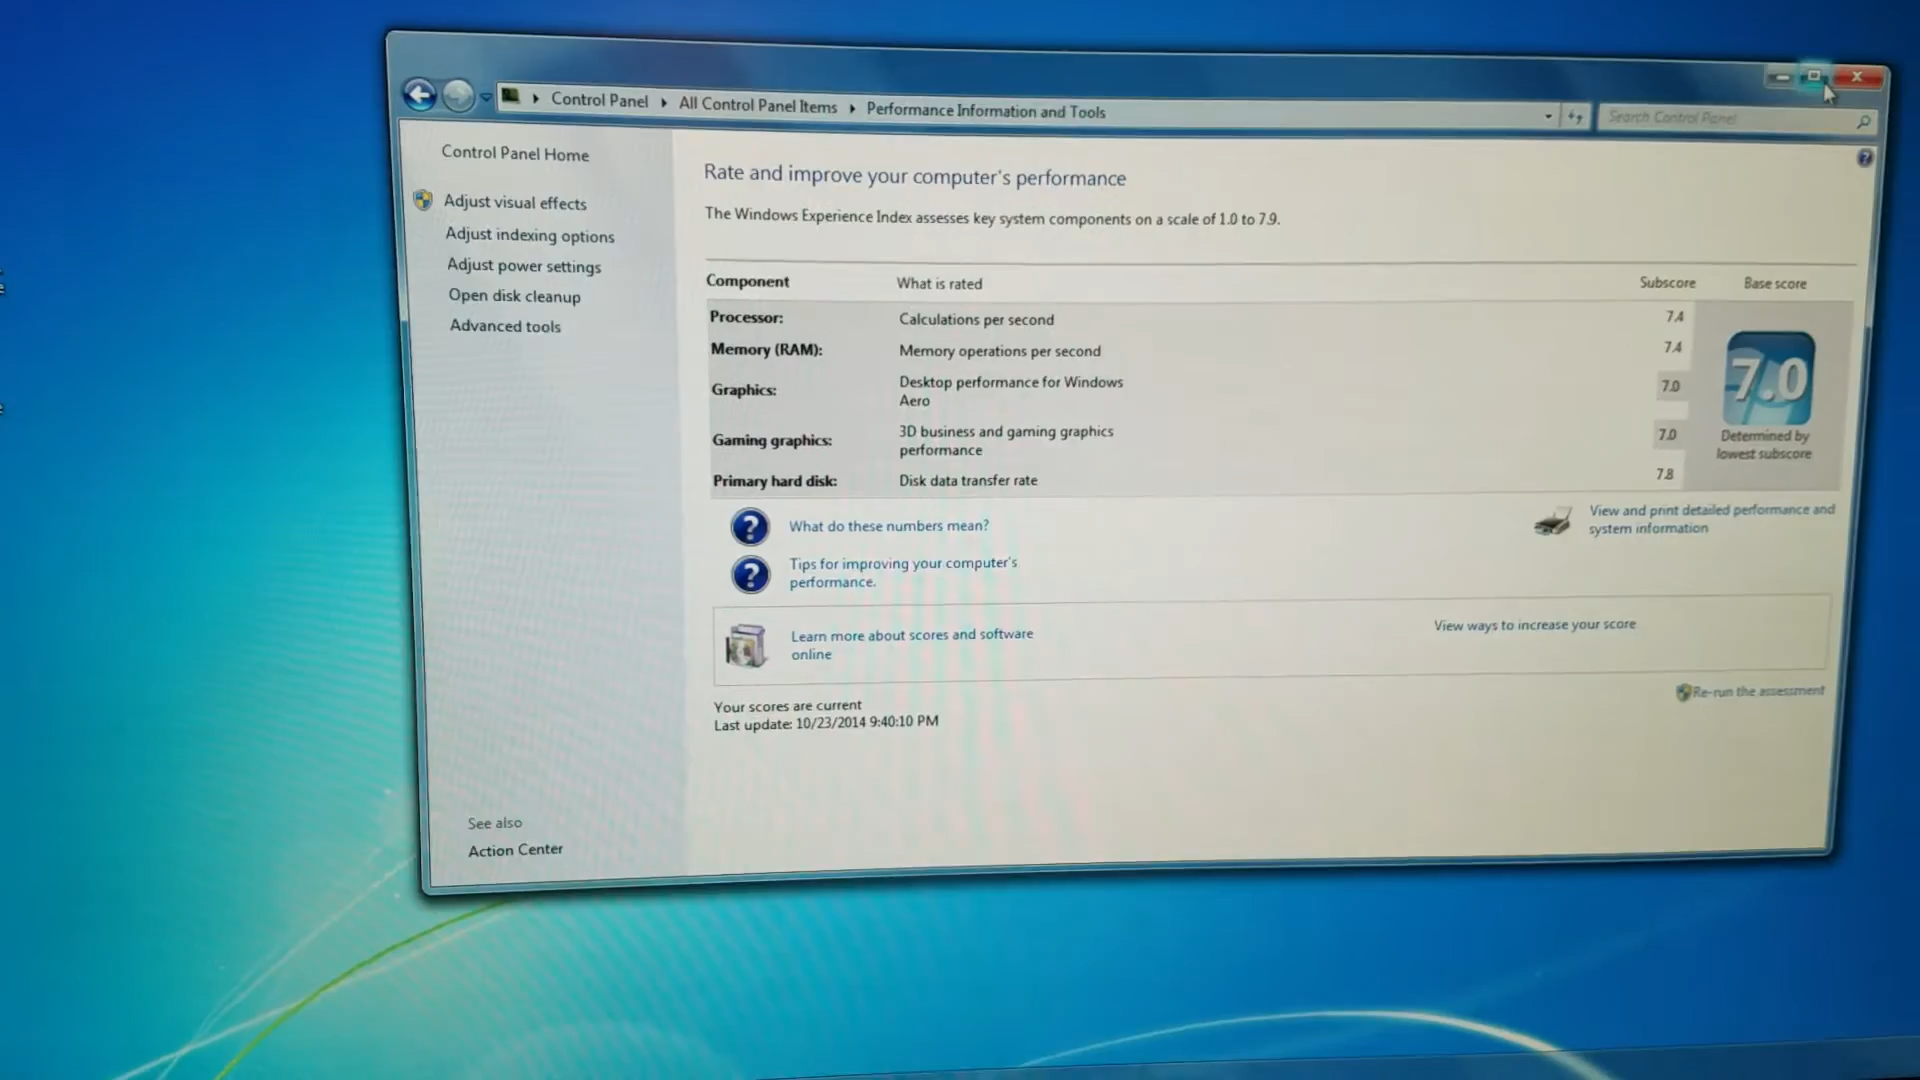 Control Panel ▸ All Control Panel Items ▸ Performance Information and Tools
Search Control Panel
Control Panel Home
Adjust visual effects
Adjust indexing options
Adjust power settings
Open disk cleanup
Advanced tools
See also
Action Center
Rate and improve your computer's performance
The Windows Experience Index assesses key system components on a scale of 1.0 to 7.9.
Component What is rated Subscore Base score
Processor: Calculations per second 7.4
Memory (RAM): Memory operations per second 7.4
Graphics: Desktop performance for Windows
Aero 7.0
Gaming graphics: 3D business and gaming graphics
performance 7.0
Primary hard disk: Disk data transfer rate 7.8
7.0
Determined by
lowest subscore
What do these numbers mean?
Tips for improving your computer's
performance.
View and print detailed performance and
system information
Learn more about scores and software
online
View ways to increase your score
Your scores are current
Last update: 10/23/2014 9:40:10 PM
Re-run the assessment